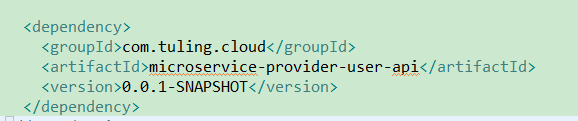 <dependency>
<groupId>com.tuling.cloud</groupId>
<artifactId>microservice-provider-user-api</artifactId>
<version>0.0.1-SNAPSHOT</version>
</dependency>